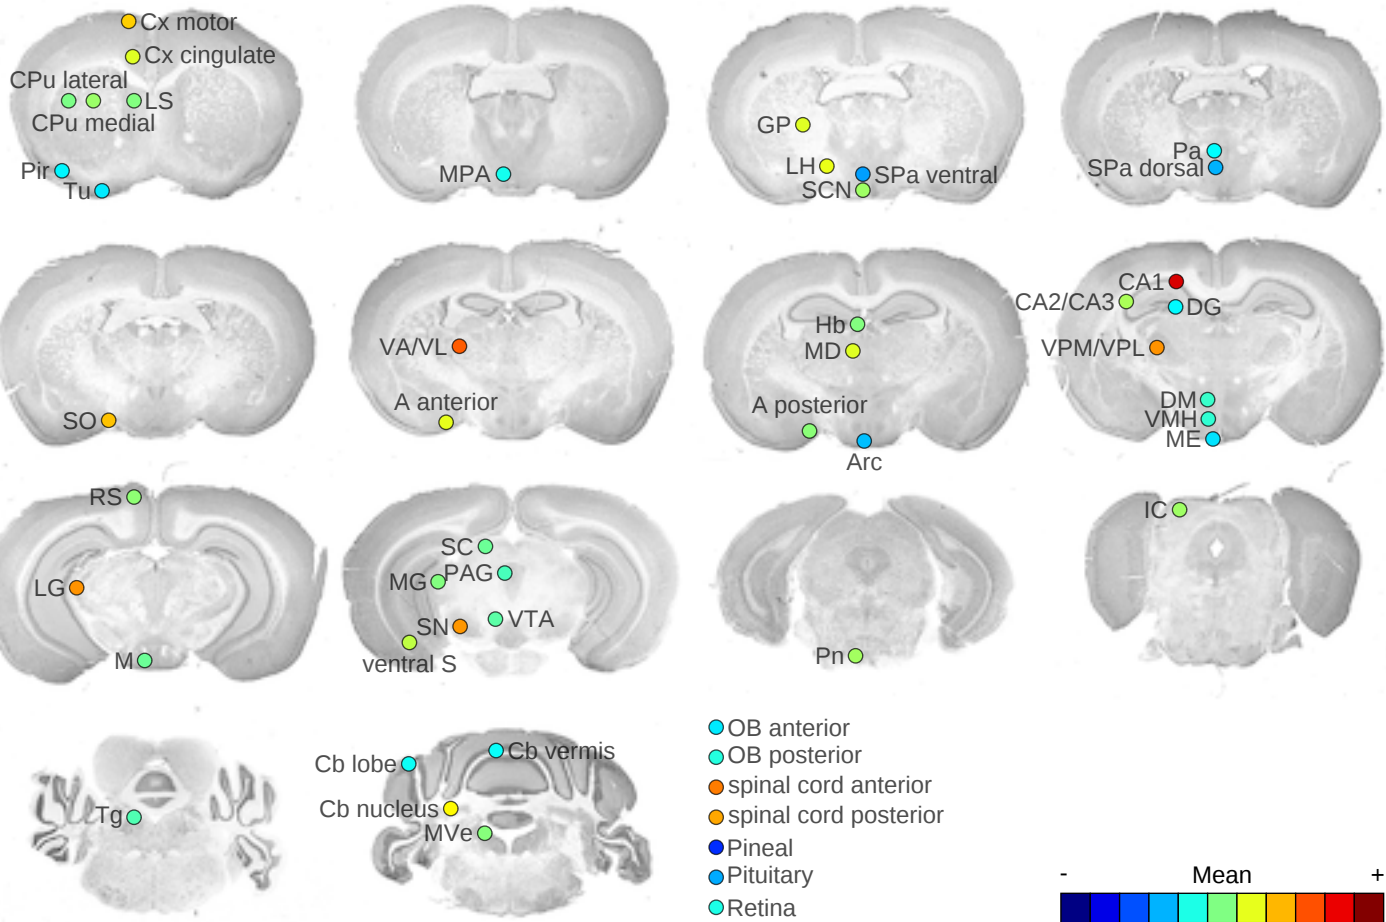 Cx motor
Cx cingulate
CPu lateral
LS
CPu medial
Pir
Tu
MPA
GP
LH
SPa ventral
SCN
Pa
SPa dorsal
SO
VA/VL
A anterior
Hb
MD
A posterior
Arc
CA1
CA2/CA3
DG
VPM/VPL
DM
VMH
ME
RS
LG
M
SC
PAG
MG
VTA
SN
ventral S
Pn
IC
Tg
Cb vermis
Cb lobe
Cb nucleus
MVe
OB anterior
OB posterior
spinal cord anterior
spinal cord posterior
Pineal
Pituitary
Retina
- Mean +